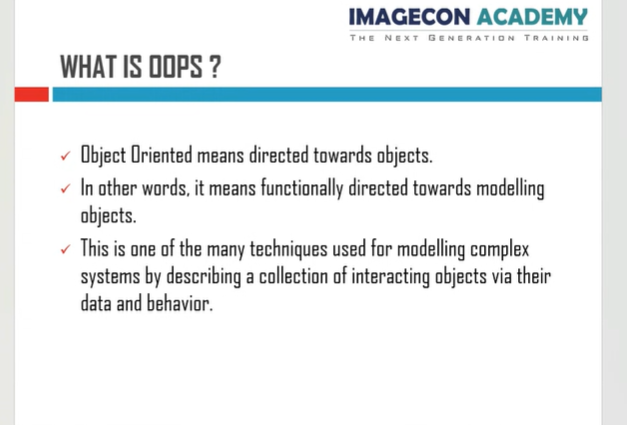 IMAGECON ACADEMY
THE NEXT GENERATION TRAINING
WHAT IS OOPS ?
Object Oriented means directed towards objects.
In other words, it means functionally directed towards modelling
objects.
This is one of the many techniques used for modelling complex
systems by describing a collection of interacting objects via their
data and behavior.